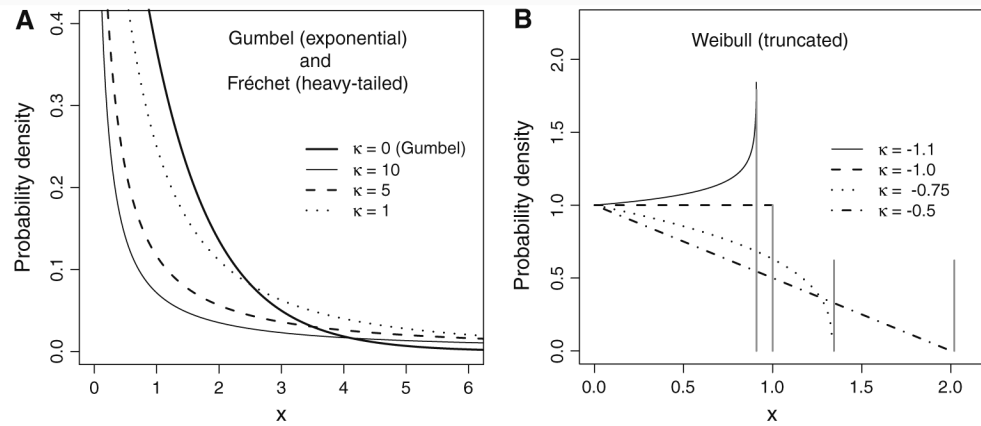 A
Gumbel (exponential)
and
Fréchet (heavy-tailed)
κ = 0 (Gumbel)
κ = 10
κ = 5
κ = 1
Probability density
0.4
0.3
0.2
0.1
0.0
0 1 2 3 4 5 6
x
B
Weibull (truncated)
κ = -1.1
κ = -1.0
κ = -0.75
κ = -0.5
Probability density
2.0
1.5
1.0
0.5
0.0
0.0 0.5 1.0 1.5 2.0
x